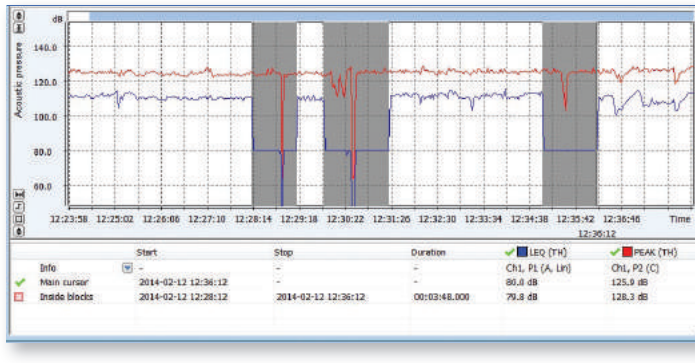 dB
140.0
120.0
100.0
80.0
60.0
Acoustic pressure
12:23:58 12:25:02 12:26:06 12:27:10 12:28:14 12:29:18 12:30:22 12:31:26 12:32:30 12:33:34 12:34:38 12:35:42 12:36:46 Time
12:36:12
Start Stop Duration LEQ (TH) PEAK (TH)
Info - - - Ch1, P1 (A, Lin) Ch1, P2 (C)
Main cursor 2014-02-12 12:36:12 - - 80.0 dB 125.9 dB
Inside blocks 2014-02-12 12:28:12 2014-02-12 12:36:12 00:03:48.000 79.8 dB 128.3 dB